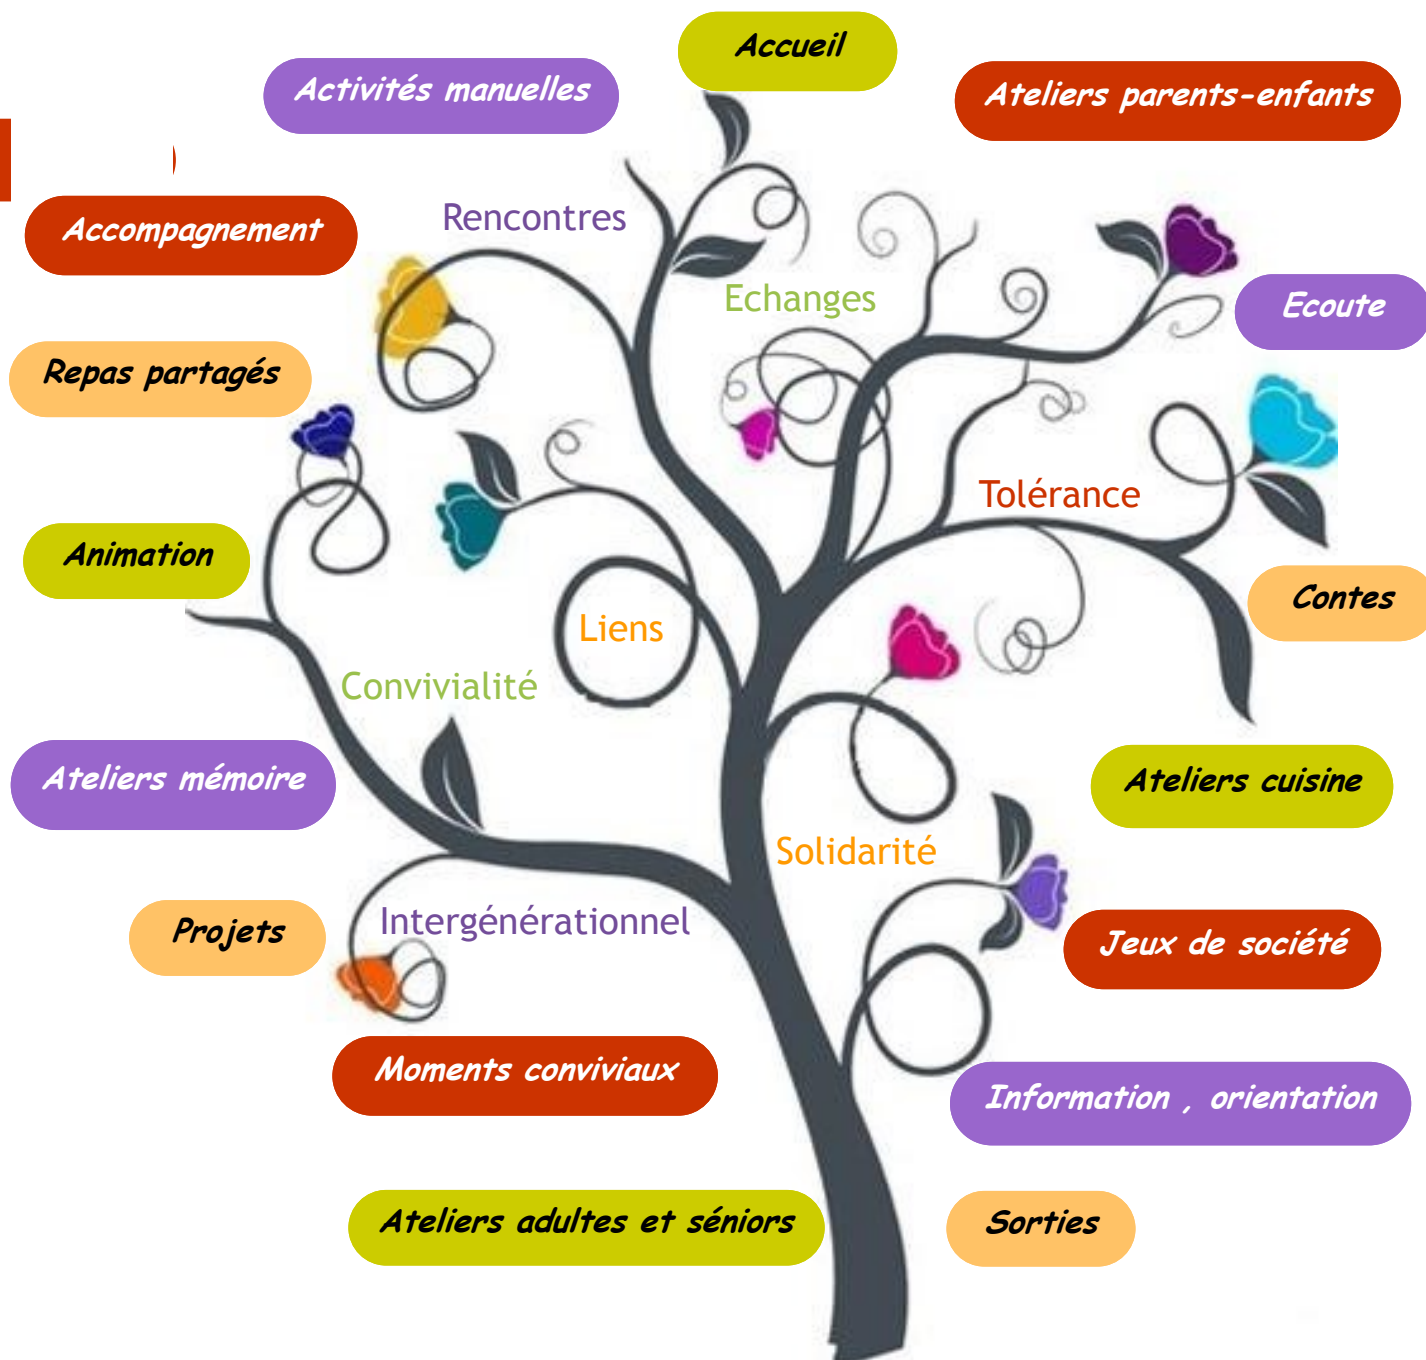 Accueil
Activités manuelles
Ateliers parents-enfants
Accompagnement
Rencontres
Echanges
Ecoute
Repas partagés
Tolérance
Animation
Contes
Liens
Convivialité
Ateliers mémoire
Ateliers cuisine
Solidarité
Projets
Intergénérationnel
Jeux de société
Moments conviviaux
Information , orientation
Ateliers adultes et séniors
Sorties